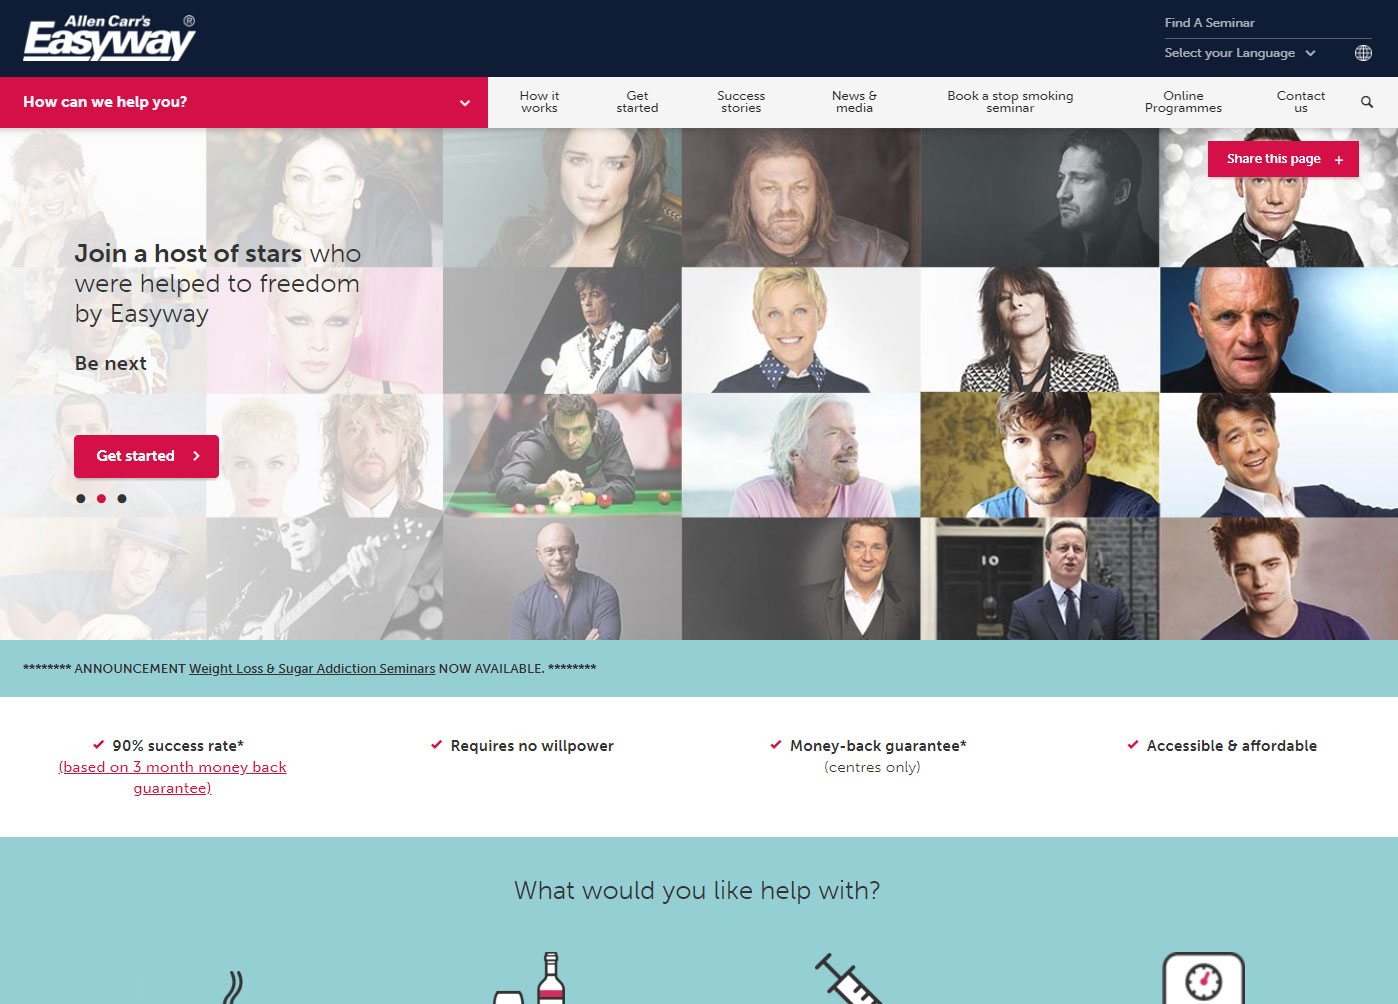 Allen Carr's ®
Easyway
Find A Seminar
Select your Language
How can we help you?
How it
works
Get
started
Success
stories
News &
media
Book a stop smoking
seminar
Online
Programmes
Contact
us
Share this page +
Join a host of stars who
were helped to freedom
by Easyway
Be next
Get started
10
******** ANNOUNCEMENT Weight Loss & Sugar Addiction Seminars NOW AVAILABLE. ********
90% success rate*
(based on 3 month money back
guarantee)
Requires no willpower
Money-back guarantee*
(centres only)
Accessible & affordable
What would you like help with?